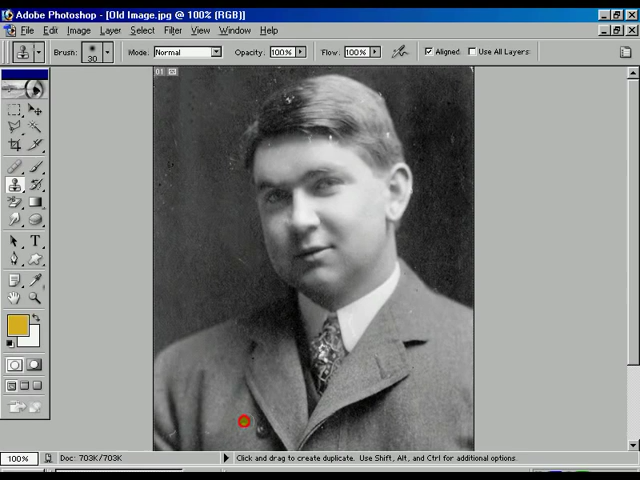 Adobe Photoshop - [Old Image.jpg @ 100% (RGB)]
File Edit Image Layer Select Filter View Window Help
Brush: 30 Mode: Normal Opacity: 100% Flow: 100% Aligned Use All Layers
01
100% Doc: 703K/703K Click and drag to create duplicate. Use Shift, Alt, and Ctrl for additional options.